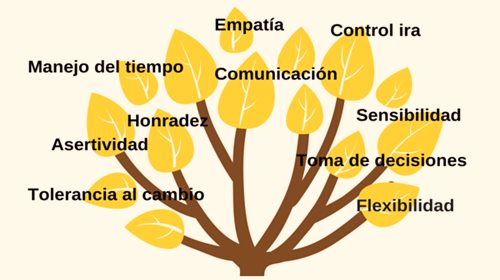 Empatía
Control ira
Manejo del tiempo
Comunicación
Honradez
Sensibilidad
Asertividad
Toma de decisiones
Tolerancia al cambio
Flexibilidad